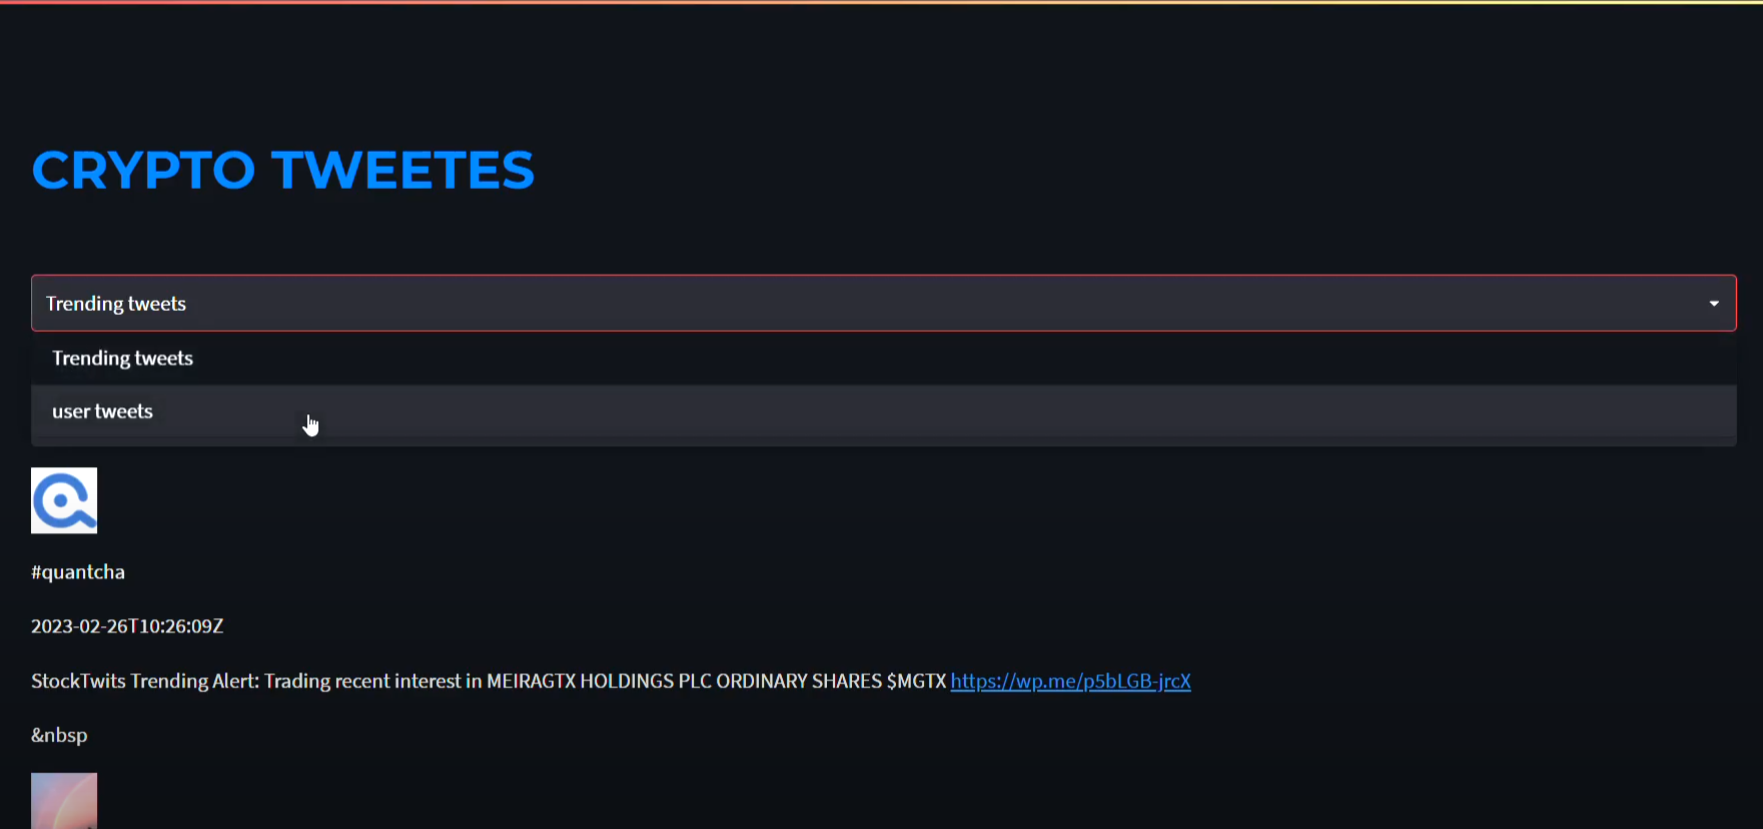 CRYPTO TWEETES
Trending tweets
Trending tweets
user tweets
#quantcha
2023-02-26T10:26:09Z
StockTwits Trending Alert: Trading recent interest in MEIRAGTX HOLDINGS PLC ORDINARY SHARES $MGTX https://wp.me/p5bLGB-jrcX
&nbsp